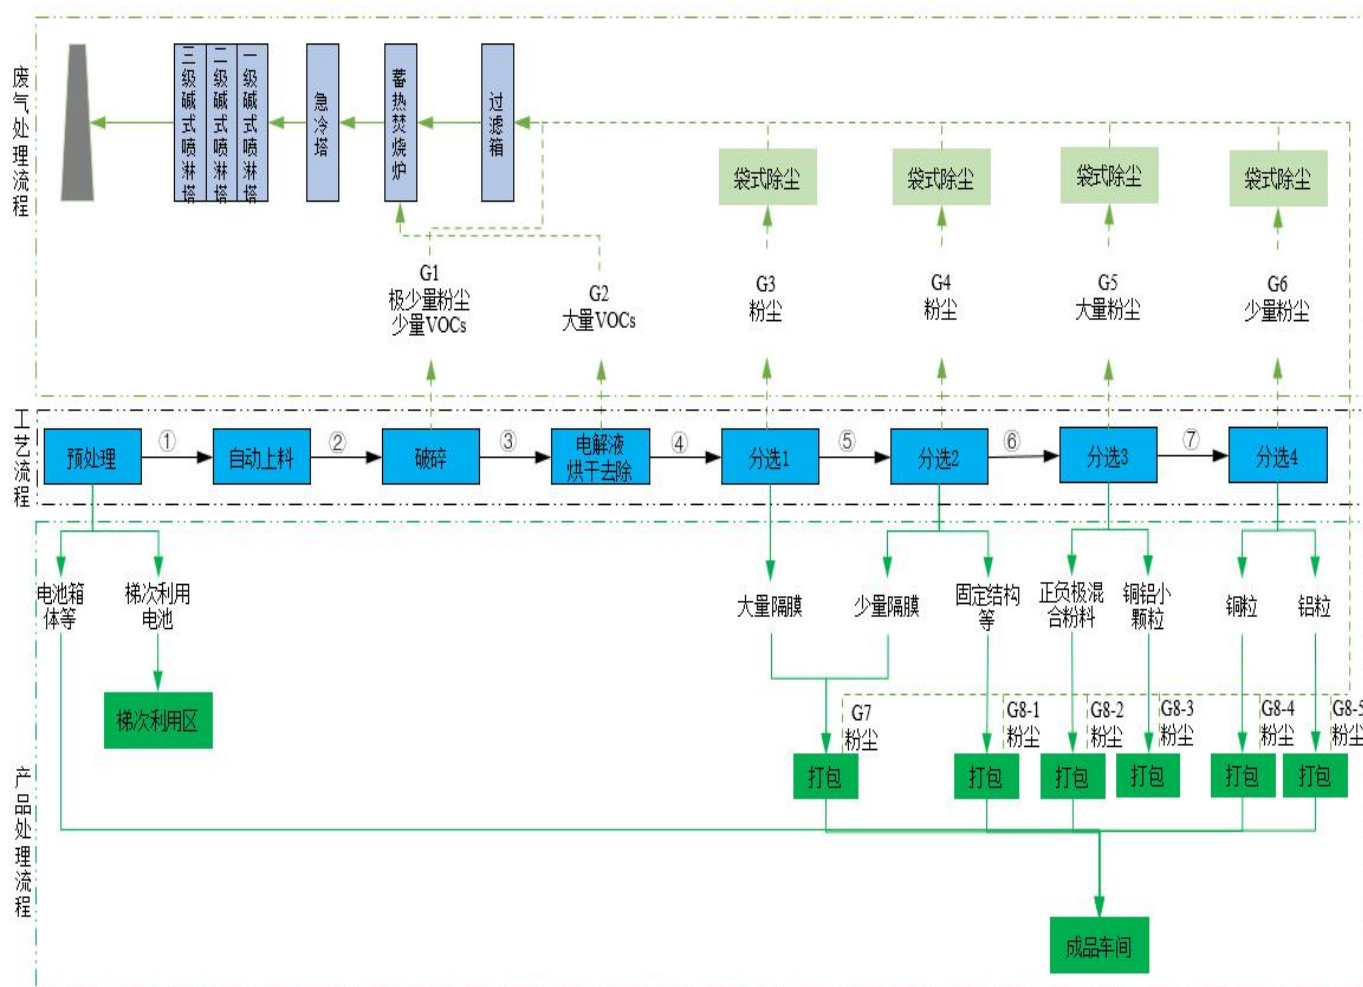 废气处理流程
三级碱式喷淋塔
二级碱式喷淋塔
一级碱式喷淋塔
急冷塔
蓄热焚烧炉
过滤箱
袋式除尘
袋式除尘
袋式除尘
袋式除尘
G1
极少量粉尘
少量VOCs
G2
大量VOCs
G3
粉尘
G4
粉尘
G5
大量粉尘
G6
少量粉尘
工艺流程
预处理
①
自动上料
②
破碎
③
电解液
烘干去除
④
分选1
⑤
分选2
⑥
分选3
⑦
分选4
产品处理流程
电池箱
体等
梯次利用
电池
大量隔膜
少量隔膜
固定结构
等
正负极混
合粉料
铜铝小
颗粒
铜粒
铝粒
梯次利用区
G7
粉尘
G8-1
粉尘
G8-2
粉尘
G8-3
粉尘
G8-4
粉尘
G8-5
粉尘
打包
打包
打包
打包
打包
打包
成品车间